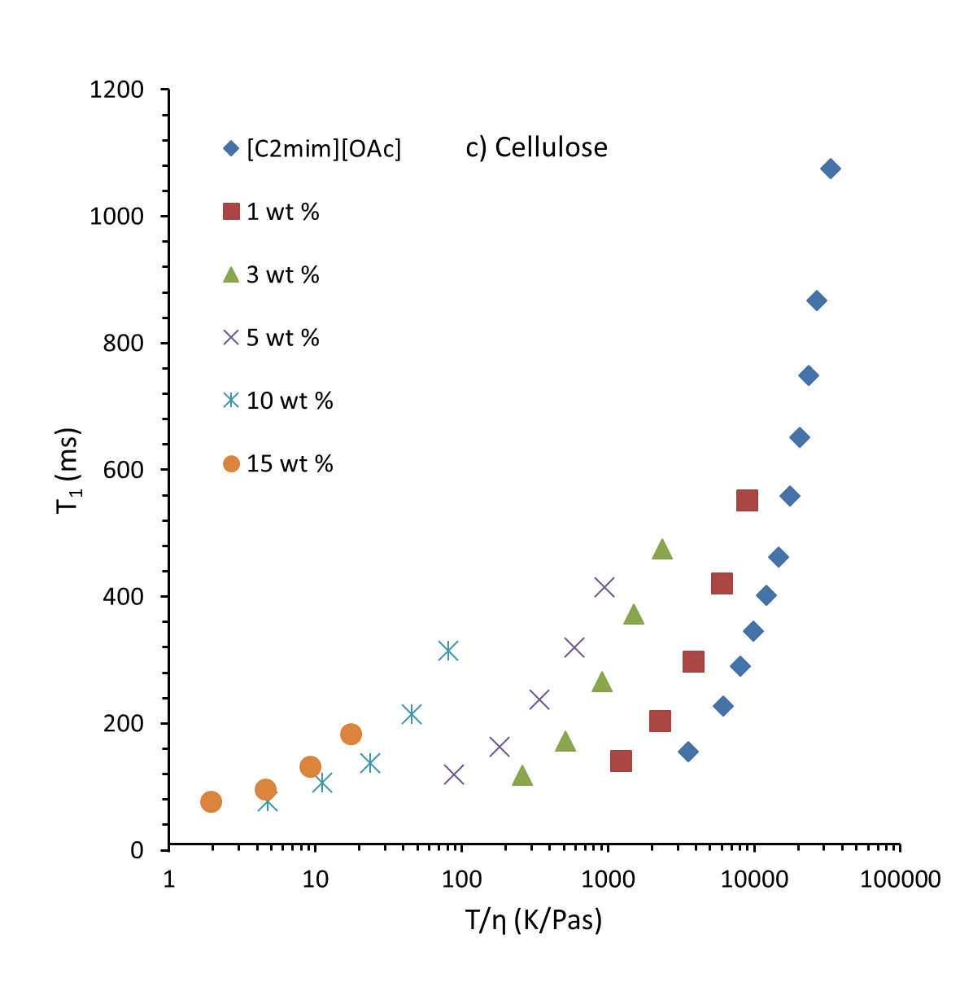 1200
[C2mim][OAc]
c) Cellulose
1000
1 wt %
3 wt %
800
5 wt %
10 wt %
T1 (ms)
600
15 wt %
400
200
0
1 10 100 1000 10000 100000
T/η (K/Pas)